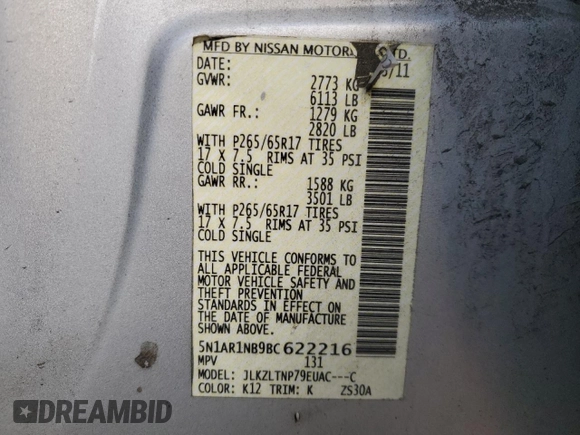 MFD BY NISSAN MOTOR
DATE: /11
GVWR: 2773 KG
6113 LB
GAWR FR.: 1279 KG
2820 LB
WITH P265/65R17 TIRES
17 X 7.5 RIMS AT 35 PSI
COLD SINGLE
GAWR RR.: 1588 KG
3501 LB
WITH P265/65R17 TIRES
17 X 7.5 RIMS AT 35 PSI
COLD SINGLE
THIS VEHICLE CONFORMS TO
ALL APPLICABLE FEDERAL
MOTOR VEHICLE SAFETY AND
THEFT PREVENTION
STANDARDS IN EFFECT ON
THE DATE OF MANUFACTURE
SHOWN ABOVE.
5N1AR1NB9BC622216
MPV 131
MODEL: JLKZLTNP79EUAC---C
COLOR: K12 TRIM: K ZS30A
AUTOBIDMASTER